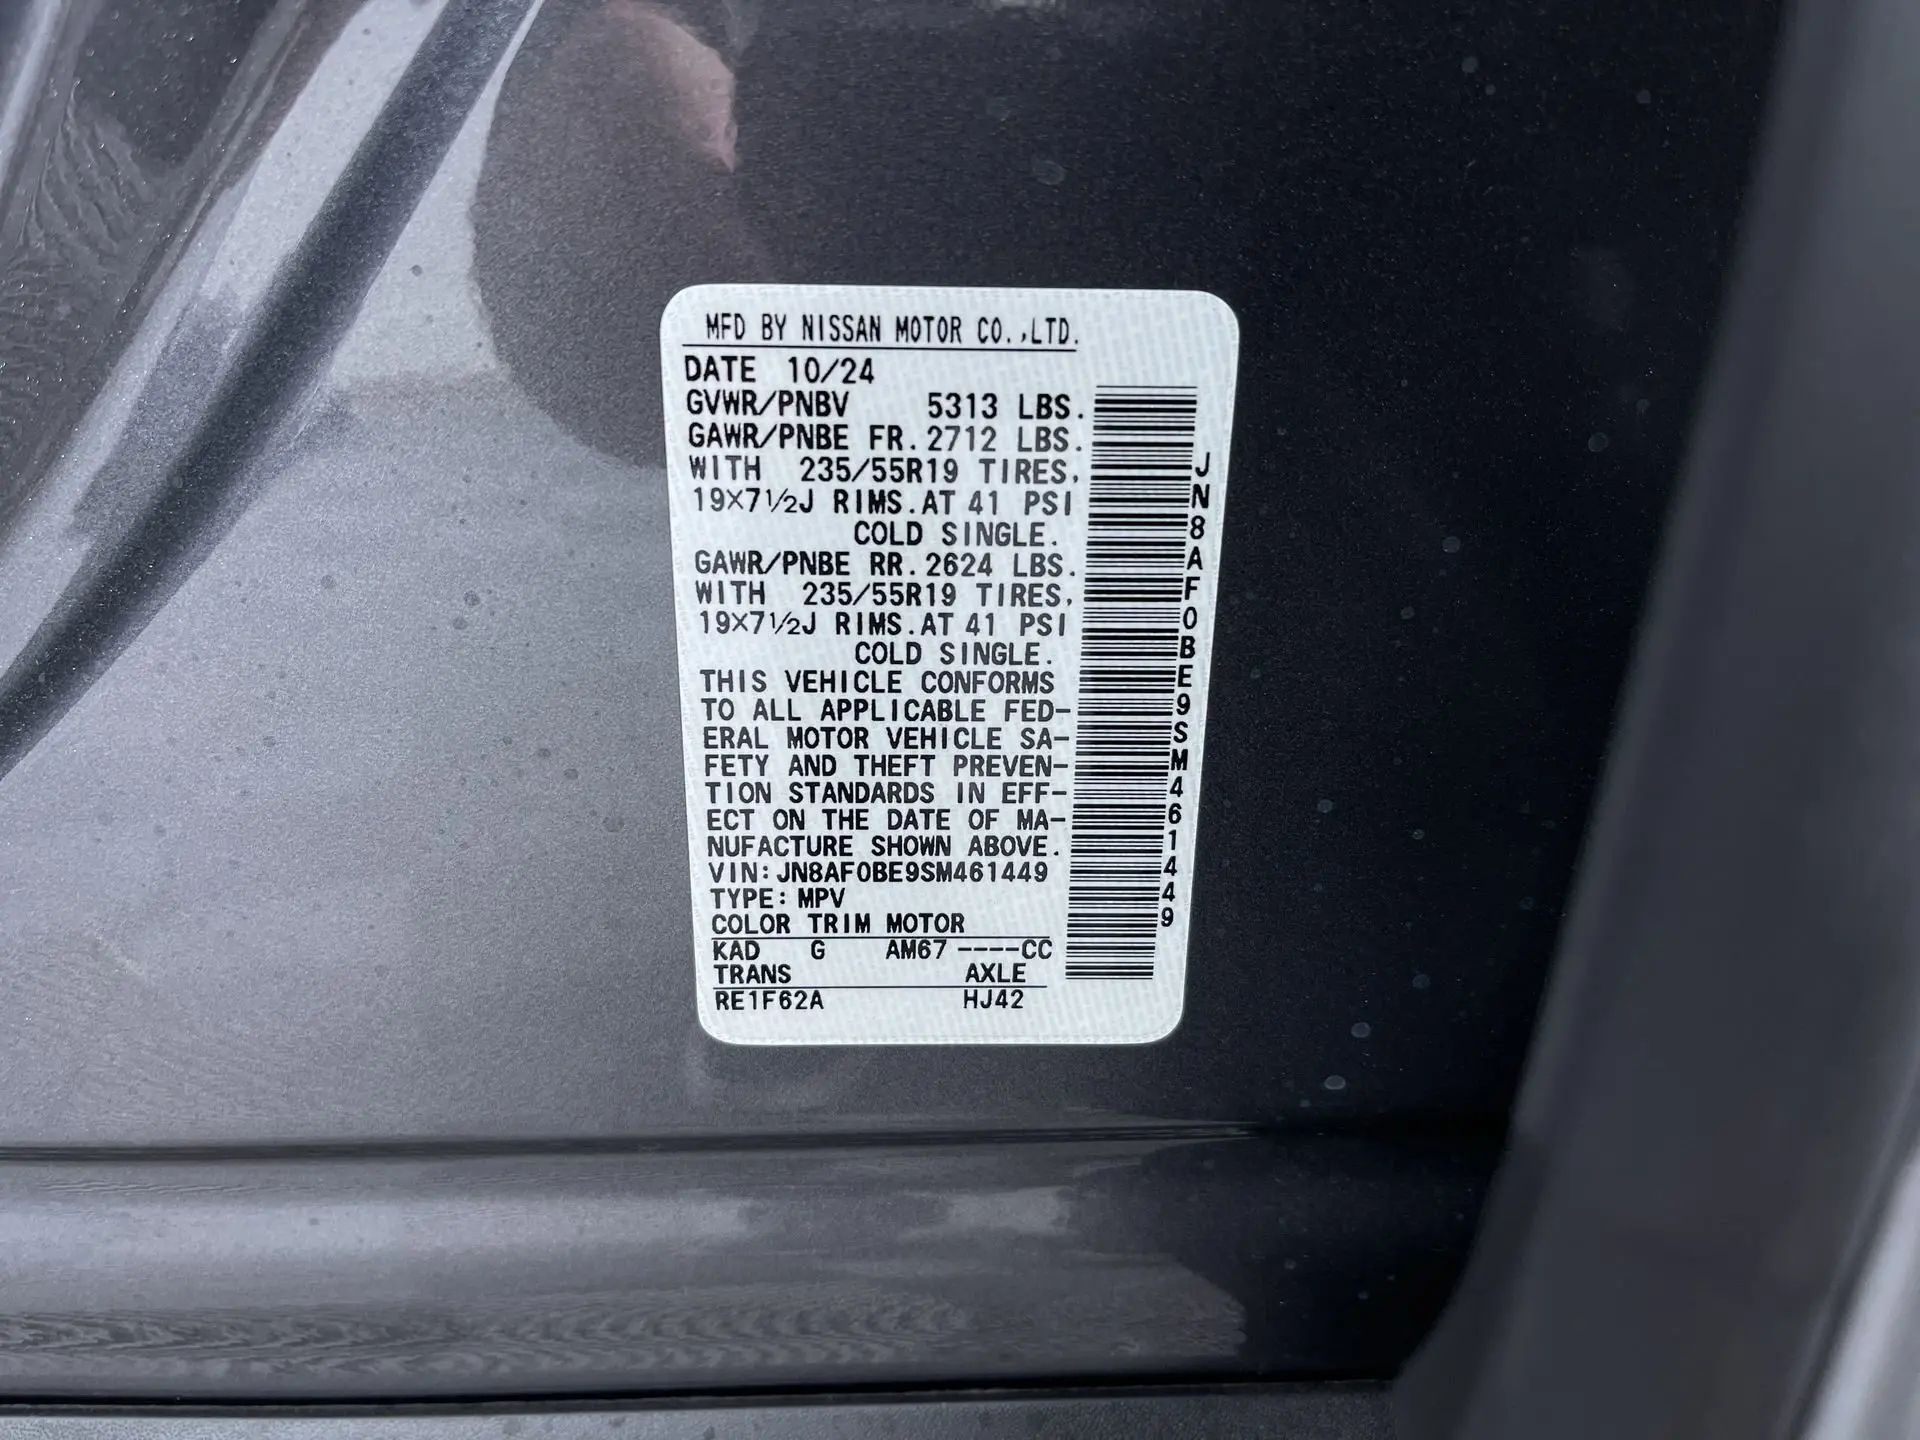 MFD BY NISSAN MOTOR CO.,LTD.
DATE 10/24
GVWR/PNBV 5313 LBS.
GAWR/PNBE FR. 2712 LBS.
WITH 235/55R19 TIRES,
19×7½J RIMS.AT 41 PSI
COLD SINGLE.
GAWR/PNBE RR. 2624 LBS.
WITH 235/55R19 TIRES,
19×7½J RIMS.AT 41 PSI
COLD SINGLE.
THIS VEHICLE CONFORMS
TO ALL APPLICABLE FED-
ERAL MOTOR VEHICLE SA-
FETY AND THEFT PREVEN-
TION STANDARDS IN EFF-
ECT ON THE DATE OF MA-
NUFACTURE SHOWN ABOVE.
VIN:JN8AF0BE9SM461449
TYPE:MPV
COLOR TRIM MOTOR
KAD G AM67 ----CC
TRANS AXLE
RE1F62A HJ42
JN8AF0BE9SM461449